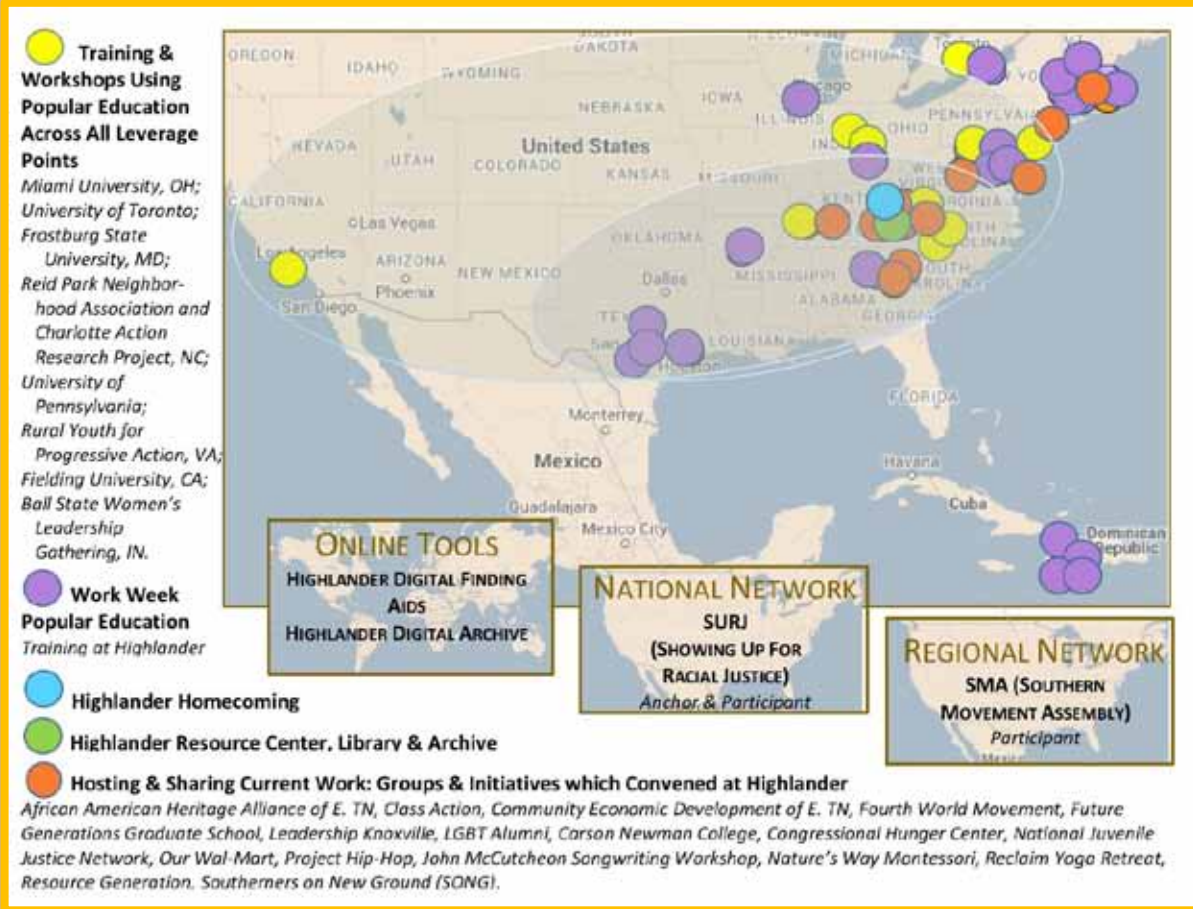 Training &
Workshops Using
Popular Education
Across All Leverage
Points
Miami University, OH;
University of Toronto;
Frostburg State
University, MD;
Reid Park Neighbor-
hood Association and
Charlotte Action
Research Project, NC;
University of
Pennsylvania;
Rural Youth for
Progressive Action, VA;
Fielding University, CA;
Ball State Women's
Leadership
Gathering, IN.
Work Week
Popular Education
Training at Highlander
Highlander Homecoming
Highlander Resource Center, Library & Archive
Hosting & Sharing Current Work: Groups & Initiatives which Convened at Highlander
African American Heritage Alliance of E. TN, Class Action, Community Economic Development of E. TN, Fourth World Movement, Future
Generations Graduate School, Leadership Knoxville, LGBT Alumni, Carson Newman College, Congressional Hunger Center, National Juvenile
Justice Network, Our Wal-Mart, Project Hip-Hop, John McCutcheon Songwriting Workshop, Nature's Way Montessori, Reclaim Yoga Retreat,
Resource Generation, Southerners on New Ground (SONG).
OREGON
IDAHO
WYOMING
DAKOTA
MICHIGAN
Toronto
NEBRASKA
IOWA
PENNSYLVANIA
NEVADA
UTAH
United States
COLORADO
KANSAS
MISSOURI
OHIO
CALIFORNIA
Las Vegas
Los Angeles
ARIZONA
Phoenix
San Diego
NEW MEXICO
OKLAHOMA
Dallas
MISSISSIPPI
ALABAMA
GEORGIA
LOUISIANA
Houston
FLORIDA
Monterrey
Mexico
Havana
Cuba
Guadalajara
Mexico City
Dominican
Republic
ONLINE TOOLS
HIGHLANDER DIGITAL FINDING
AIDS
HIGHLANDER DIGITAL ARCHIVE
NATIONAL NETWORK
SURJ
(SHOWING UP FOR
RACIAL JUSTICE)
Anchor & Participant
REGIONAL NETWORK
SMA (SOUTHERN
MOVEMENT ASSEMBLY)
Participant